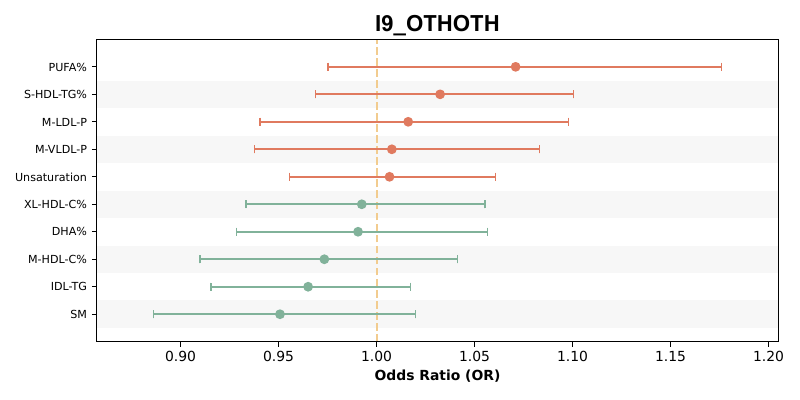 I9_OTHOTH
PUFA%
S-HDL-TG%
M-LDL-P
M-VLDL-P
Unsaturation
XL-HDL-C%
DHA%
M-HDL-C%
IDL-TG
SM
0.90 0.95 1.00 1.05 1.10 1.15 1.20
Odds Ratio (OR)